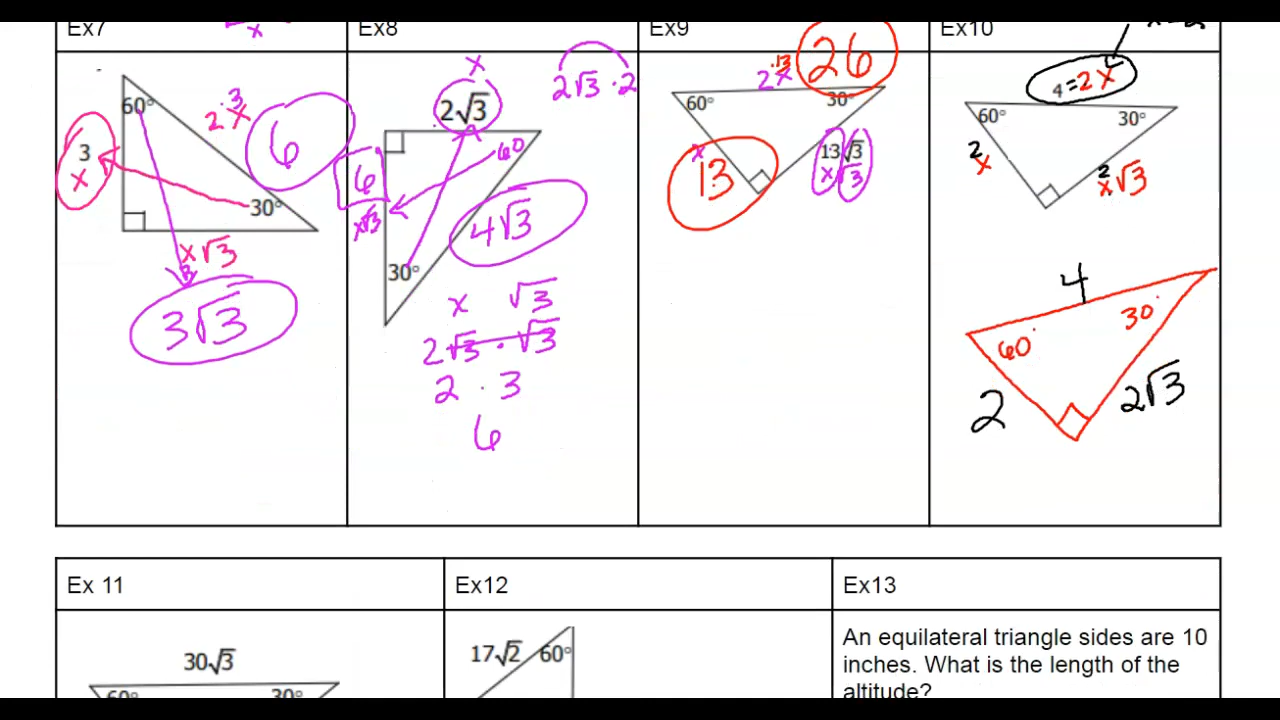 Ex7
x
Ex8
Ex9
Ex10
60°
3
x
2x
·3
6
30°
x√3
3
3√3
x
2√3
2√3 · 2
60
6
x√3
4√3
30°
x √3
2√3 · √3
2 · 3
6
2x
·13
26
60°
30°
x
13
13√3
x√3
4=2x
60°
30°
2
x
2
x√3
4
60°
30°
2
2√3
Ex 11
Ex12
Ex13
30√3
60°
30°
17√2
60°
An equilateral triangle sides are 10
inches. What is the length of the
altitude?